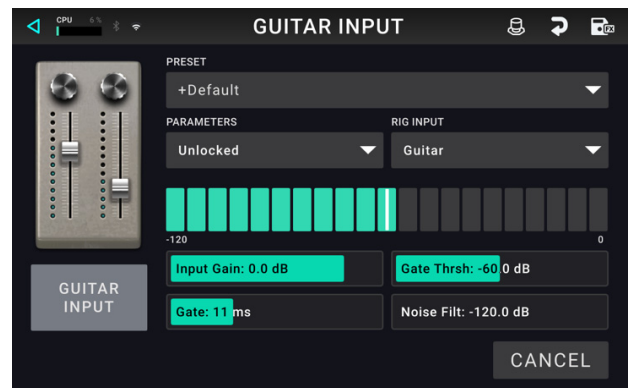 CPU 6%
GUITAR INPUT
FX
PRESET
+Default
PARAMETERS
RIG INPUT
Unlocked
Guitar
-120
0
Input Gain: 0.0 dB
Gate Thrsh: -60.0 dB
GUITAR
INPUT
Gate: 11 ms
Noise Filt: -120.0 dB
CANCEL